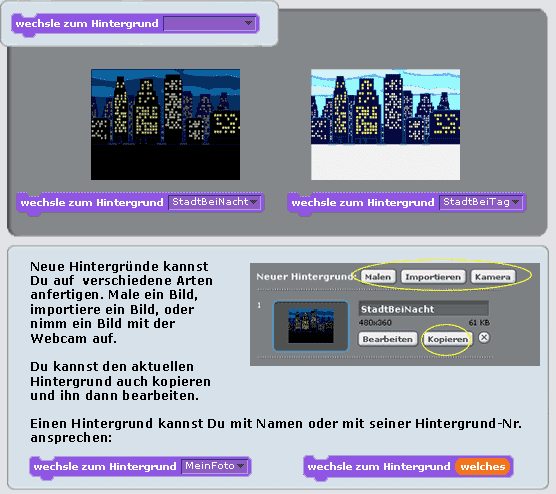 wechsle zum Hintergrund
wechsle zum Hintergrund StadtBeiNacht
wechsle zum Hintergrund StadtBeiTag
Neue Hintergründe kannst
Du auf verschiedene Arten
anfertigen. Male ein Bild,
importiere ein Bild, oder
nimm ein Bild mit der
Webcam auf.
Du kannst den aktuellen
Hintergrund auch kopieren
und ihn dann bearbeiten.
Neuer Hintergrund: Malen Importieren Kamera
1
StadtBeiNacht
480x360 61 KB
Bearbeiten Kopieren
Einen Hintergrund kannst Du mit Namen oder mit seiner Hintergrund-Nr.
ansprechen:
wechsle zum Hintergrund MeinFoto
wechsle zum Hintergrund welches